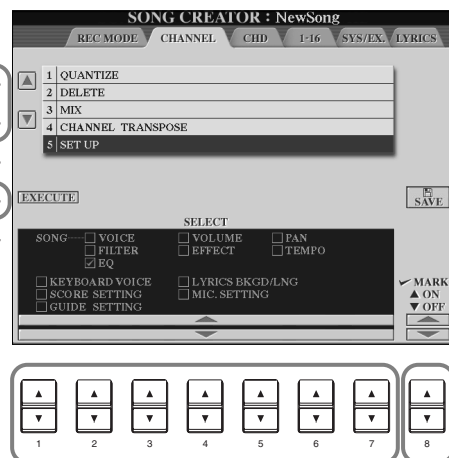 SONG CREATOR : NewSong
REC MODE CHANNEL CHD 1-16 SYS/EX. LYRICS
1 QUANTIZE
2 DELETE
3 MIX
4 CHANNEL TRANSPOSE
5 SET UP
EXECUTE
SAVE
SELECT
SONG VOICE VOLUME PAN
FILTER EFFECT TEMPO
EQ
KEYBOARD VOICE LYRICS BKGD/LNG
SCORE SETTING MIC. SETTING
GUIDE SETTING
MARK
▲ ON
▼ OFF
1 2 3 4 5 6 7 8